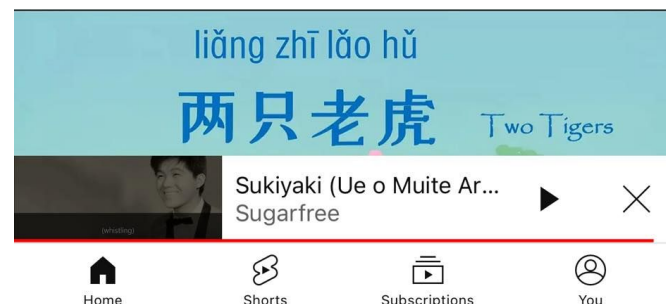 liǎng zhī lǎo hǔ
两只老虎 Two Tigers
Sukiyaki (Ue o Muite Ar...
Sugarfree
(whistling)
Home Shorts Subscriptions You